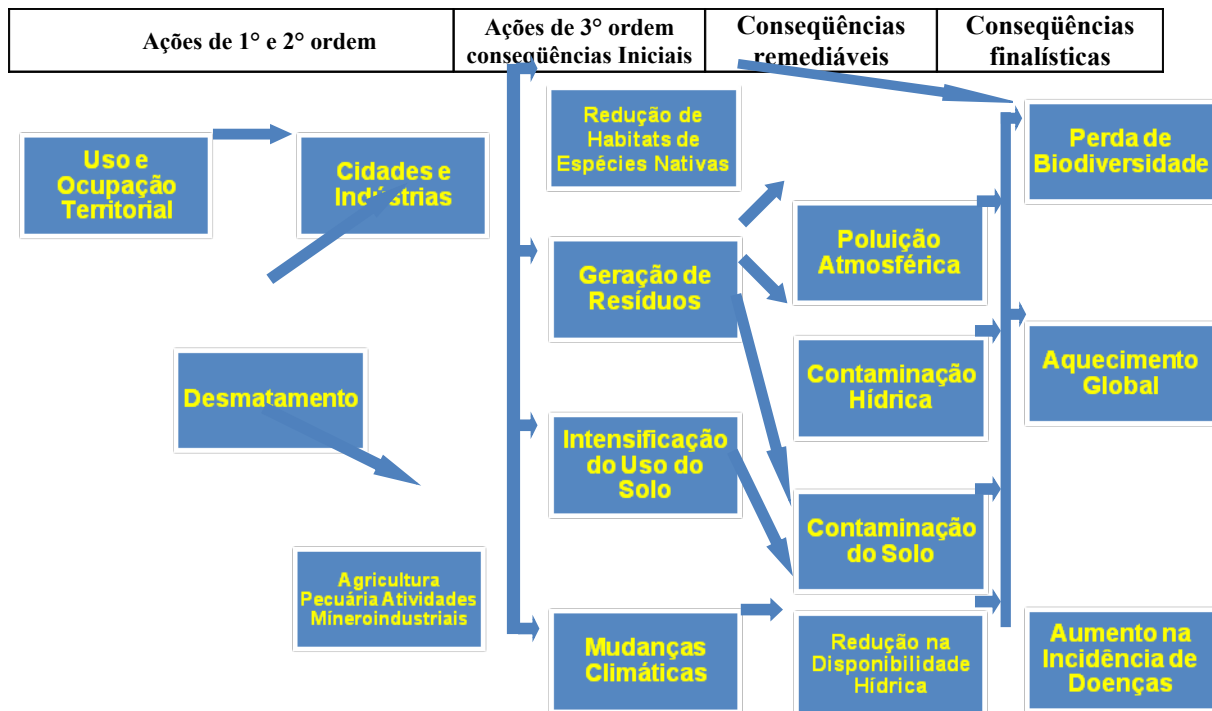 Ações de 1° e 2° ordem
Ações de 3° ordem
conseqüências Iniciais
Conseqüências
remediáveis
Conseqüências
finalísticas
Uso e
Ocupação
Territorial
Cidades e
Indústrias
Desmatamento
Agricultura
Pecuária Atividades
Mineroindustriais
Redução de
Habitats de
Espécies Nativas
Geração de
Resíduos
Intensificação
do Uso do
Solo
Mudanças
Climáticas
Poluição
Atmosférica
Contaminação
Hídrica
Contaminação
do Solo
Redução na
Disponibilidade
Hídrica
Perda de
Biodiversidade
Aquecimento
Global
Aumento na
Incidência de
Doenças